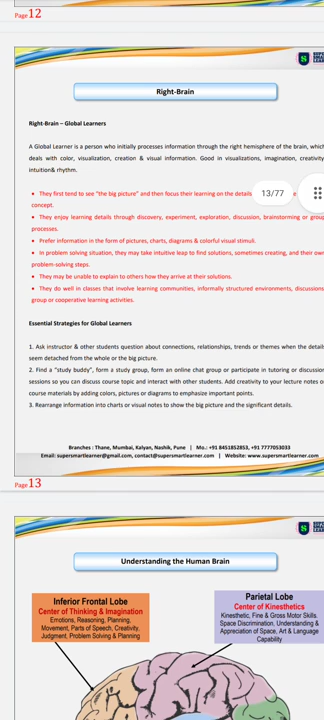 Page 12
Right-Brain
Right-Brain – Global Learners
A Global Learner is a person who initially processes information through the right hemisphere of the brain, which
deals with color, visualization, creation & visual information. Good in visualizations, imagination, creativity
intuition& rhythm.
• They first tend to see "the big picture" and then focus their learning on the details
13/77
concept.
• They enjoy learning details through discovery, experiment, exploration, discussion, brainstorming or group
processes.
• Prefer information in the form of pictures, charts, diagrams & colorful visual stimuli.
• In problem solving situation, they may take intuitive leap to find solutions, sometimes creating, and their own
problem-solving steps.
• They may be unable to explain to others how they arrive at their solutions.
• They do well in classes that involve learning communities, informally structured environments, discussions
group or cooperative learning activities.
Essential Strategies for Global Learners
1. Ask instructor & other students question about connections, relationships, trends or themes when the details
seem detached from the whole or the big picture.
2. Find a "study buddy", form a study group, form an online chat group or participate in tutoring or discussion
sessions so you can discuss course topic and interact with other students. Add creativity to your lecture notes or
course materials by adding colors, pictures or diagrams to emphasize important points.
3. Rearrange information into charts or visual notes to show the big picture and the significant details.
Branches : Thane, Mumbai, Kalyan, Nashik, Pune | Mo.: +91 8451852853, +91 7777053033
Email: supersmartlearner@gmail.com, contact@supersmartlearner.com | Website: www.supersmartlearner.com
Page 13
Understanding the Human Brain
Inferior Frontal Lobe
Center of Thinking & Imagination
Emotions, Reasoning, Planning,
Movement, Parts of Speech, Creativity,
Judgment, Problem Solving & Planning
Parietal Lobe
Center of Kinesthetics
Kinesthetic, Fine & Gross Motor Skills.
Space Discrimination, Understanding &
Appreciation of Space, Art & Language
Capability